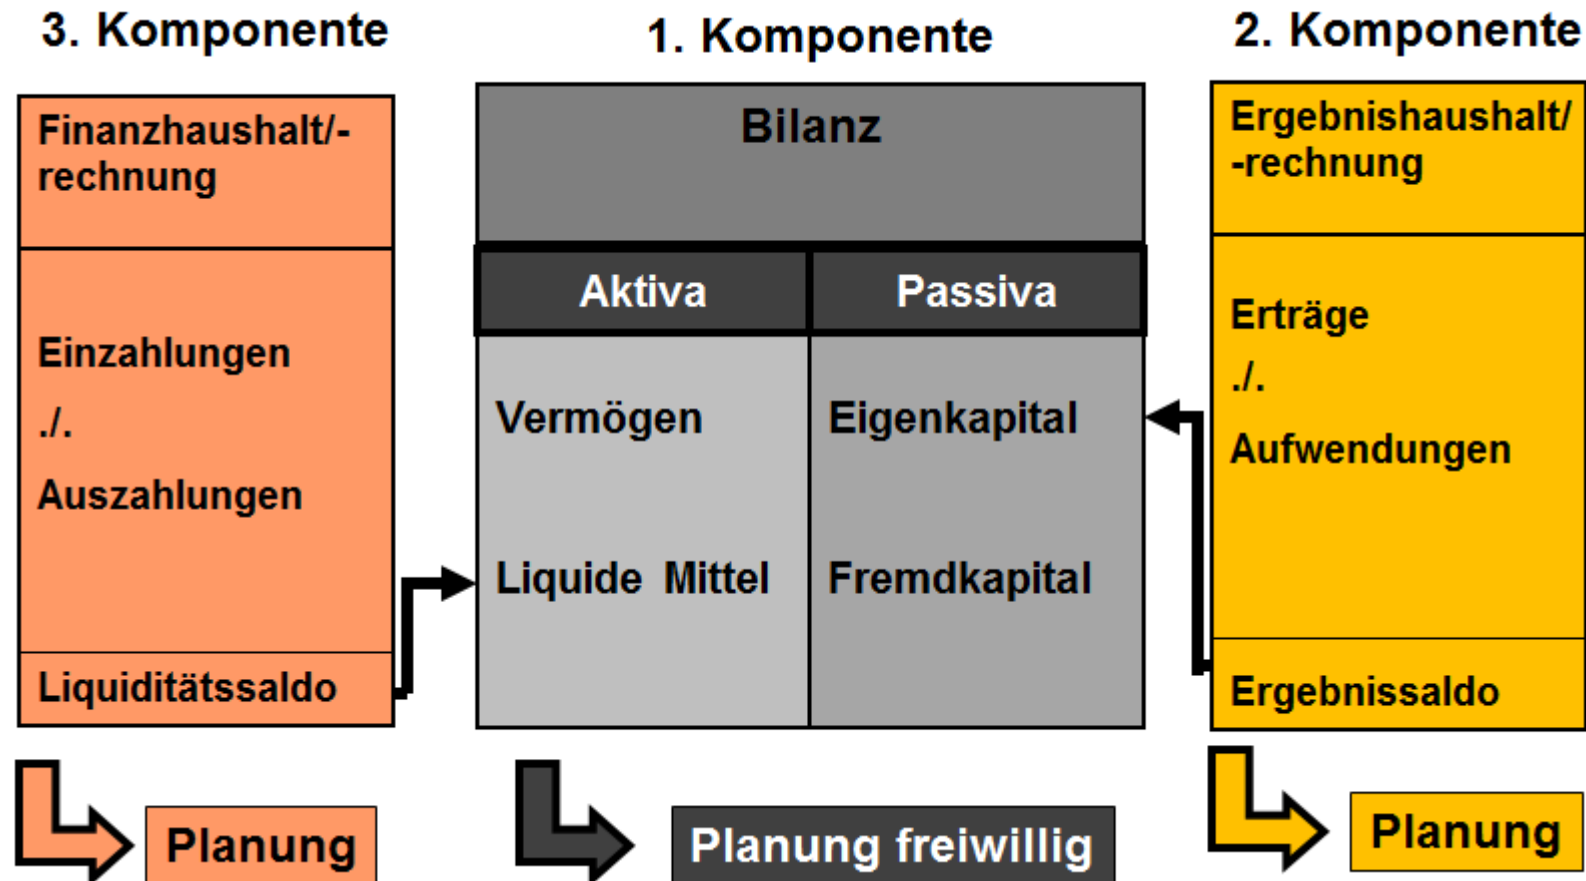 3. Komponente
1. Komponente
2. Komponente
Finanzhaushalt/-
rechnung
Einzahlungen
./.
Auszahlungen
Liquiditätssaldo
Bilanz
Aktiva
Passiva
Vermögen
Eigenkapital
Liquide Mittel
Fremdkapital
Ergebnishaushalt/
-rechnung
Erträge
./.
Aufwendungen
Ergebnissaldo
Planung
Planung freiwillig
Planung